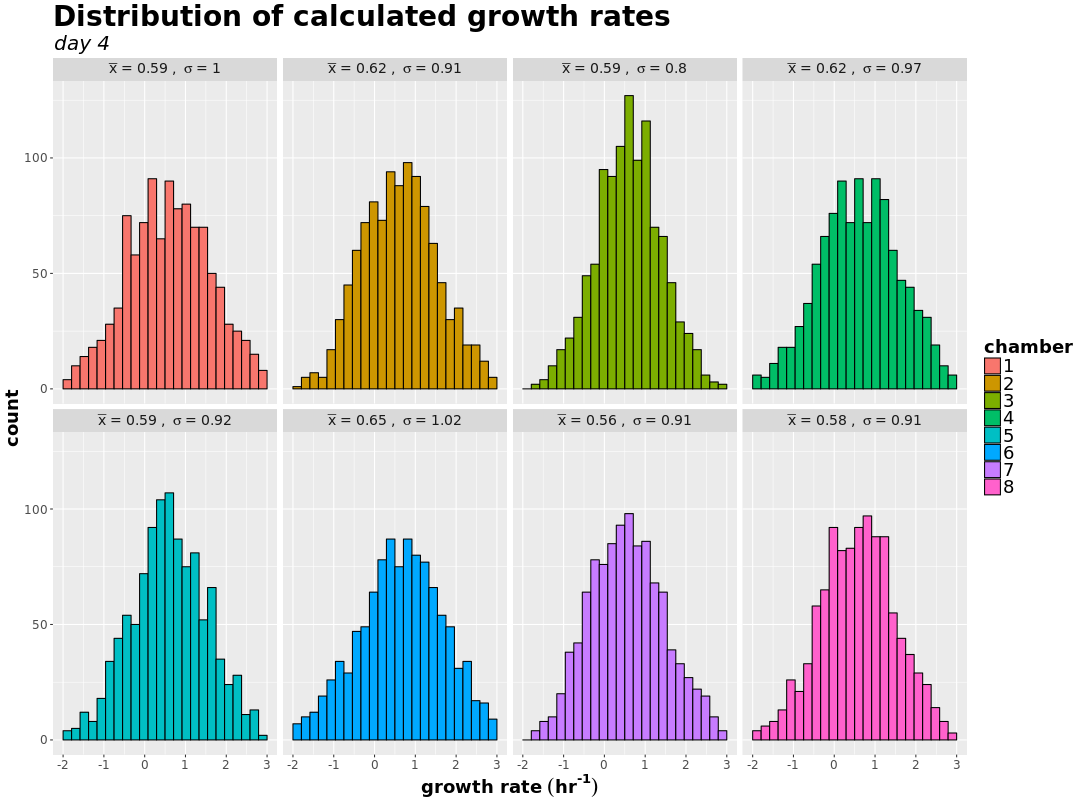 Distribution of calculated growth rates
day 4
x̅ = 0.59 , σ = 1
x̅ = 0.62 , σ = 0.91
x̅ = 0.59 , σ = 0.8
x̅ = 0.62 , σ = 0.97
100
50
0
x̅ = 0.59 , σ = 0.92
x̅ = 0.65 , σ = 1.02
x̅ = 0.56 , σ = 0.91
x̅ = 0.58 , σ = 0.91
100
50
0
-2 -1 0 1 2 3
-2 -1 0 1 2 3
-2 -1 0 1 2 3
-2 -1 0 1 2 3
count
growth rate (hr⁻¹)
chamber
1
2
3
4
5
6
7
8